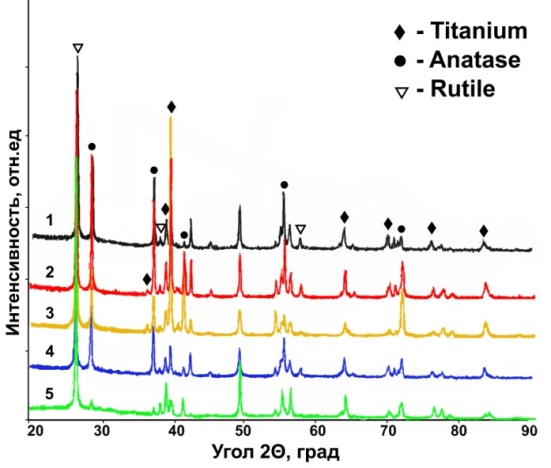 ♦ - Titanium
● - Anatase
▽ - Rutile
Интенсивность, отн.ед
1
2
3
4
5
20 30 40 50 60 70 80 90
Угол 2Θ, град